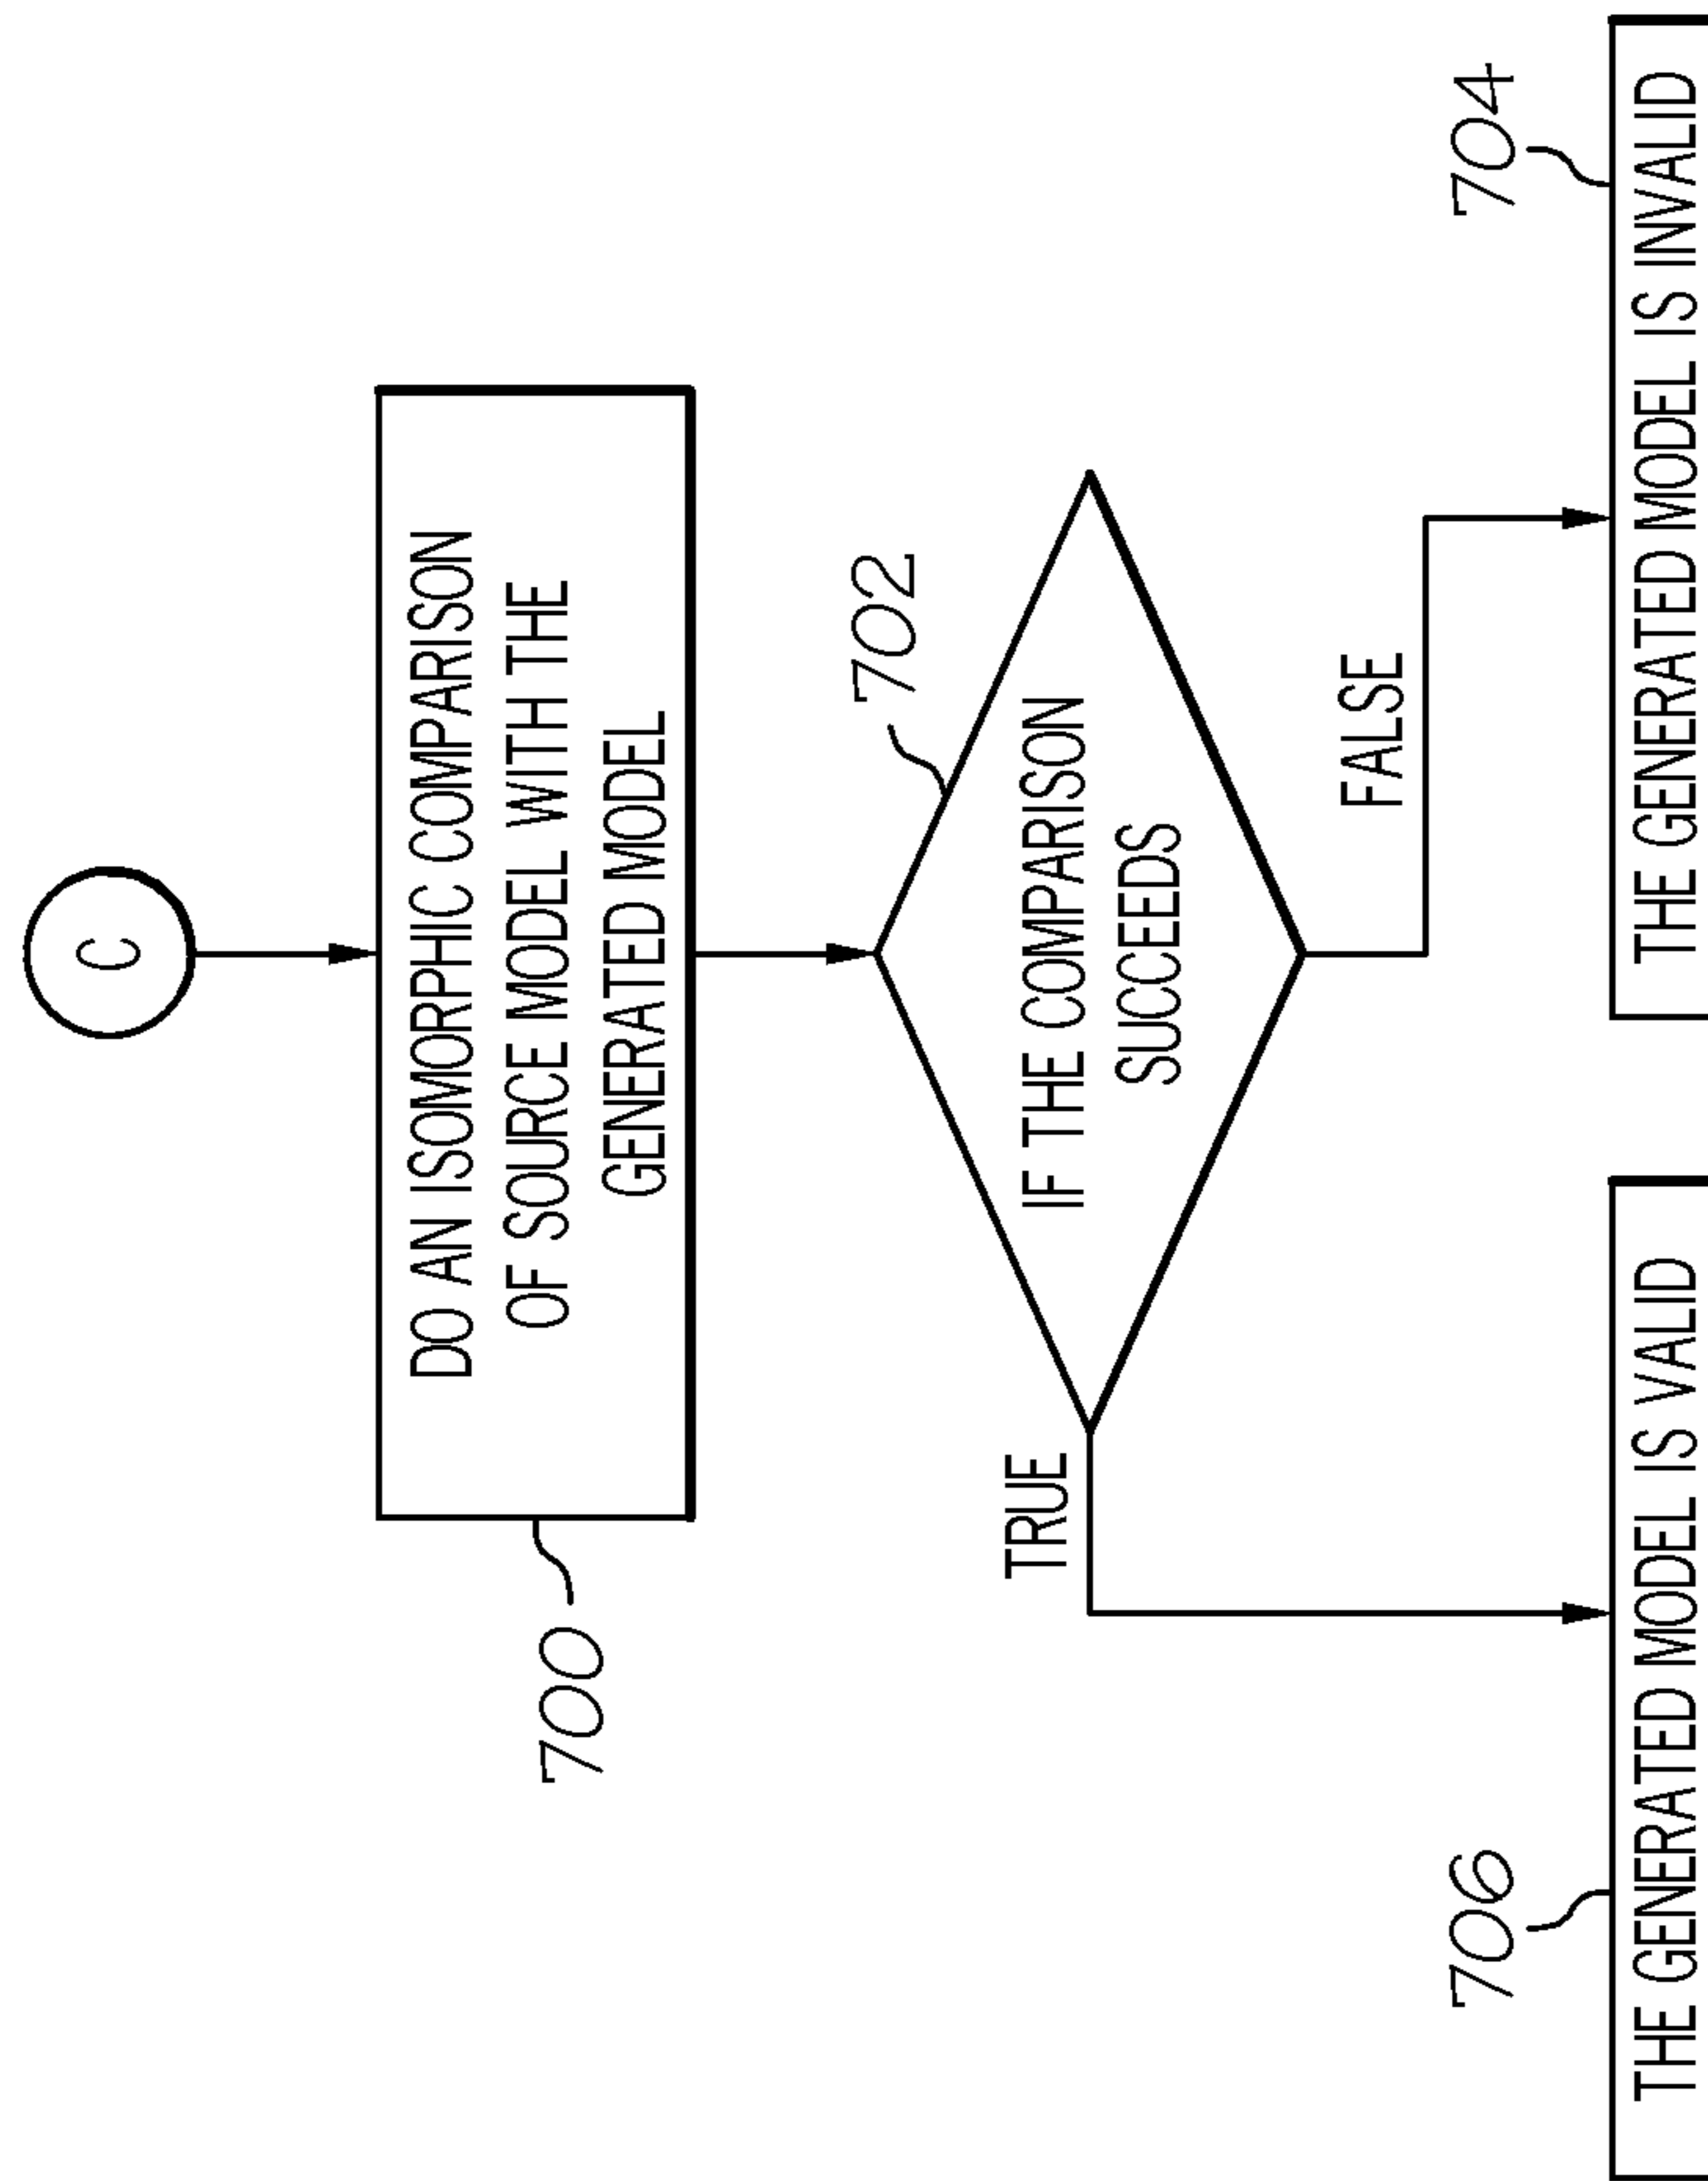 C
DO AN ISOMORPHIC COMPARISON
OF SOURCE MODEL WITH THE
GENERATED MODEL
700
702
IF THE COMPARISON
SUCCEEDS
TRUE
FALSE
706
THE GENERATED MODEL IS VALID
704
THE GENERATED MODEL IS INVALID